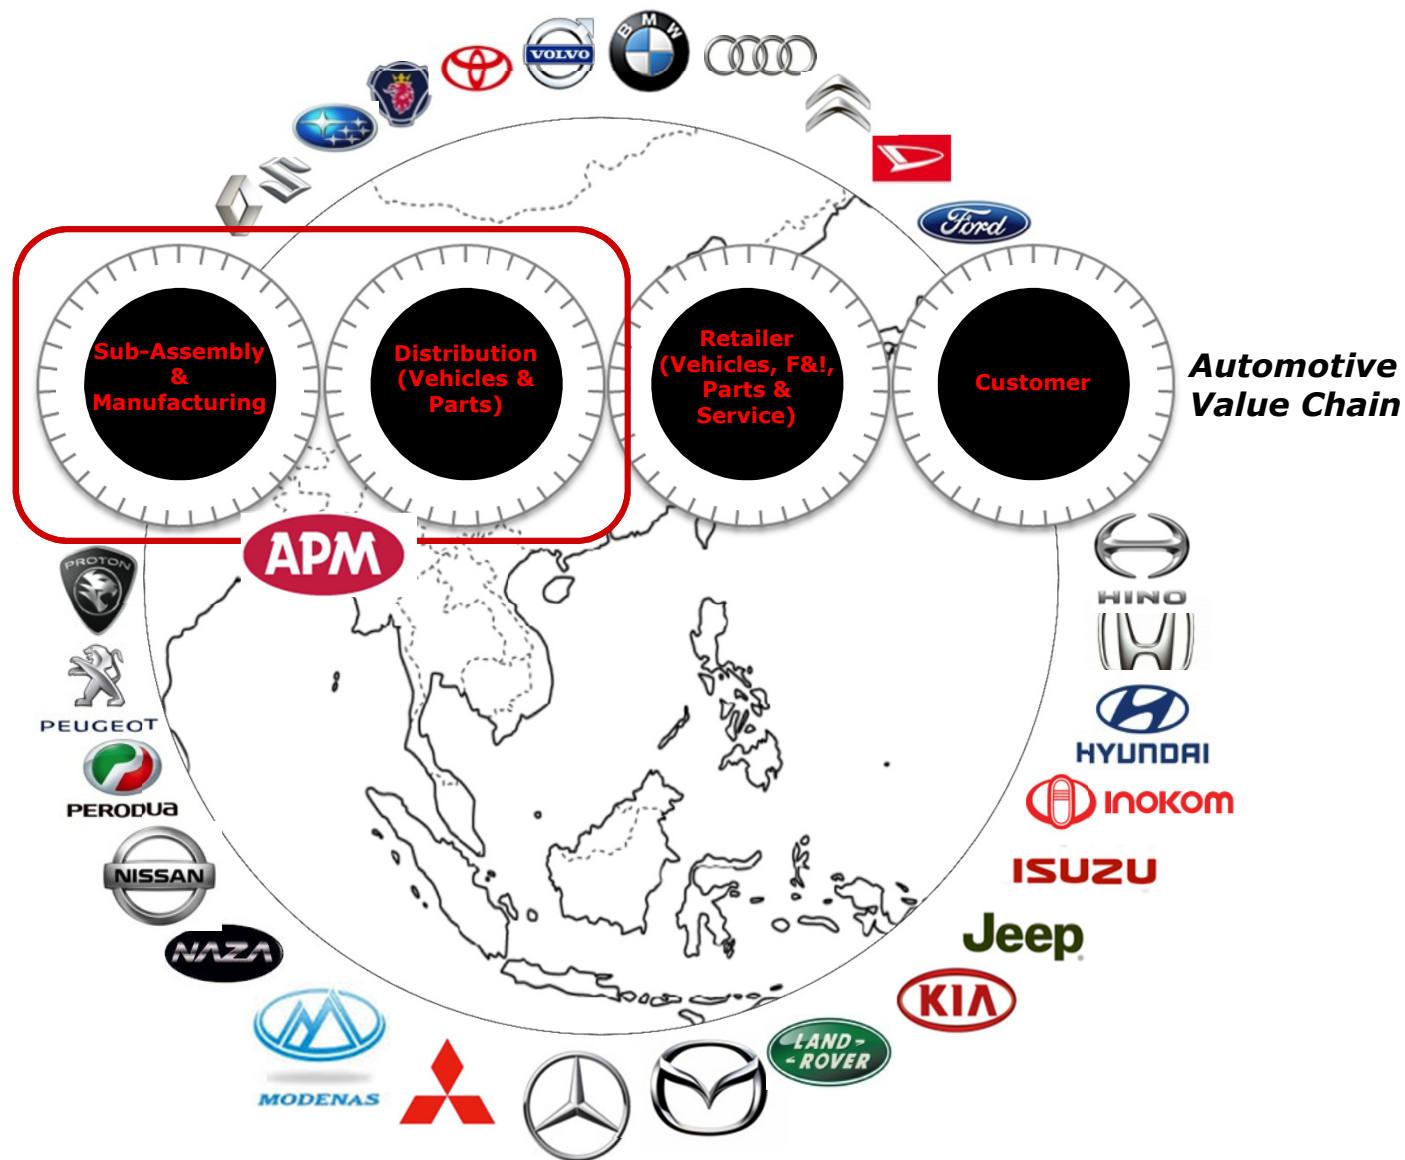 VOLVO
BMW
Ford
Sub-Assembly
&
Manufacturing
Distribution
(Vehicles &
Parts)
Retailer
(Vehicles, F&!,
Parts &
Service)
Customer
Automotive
Value Chain
APM
PROTON
HINO
PEUGEOT
HYUNDAI
PERODUA
INOKOM
NISSAN
ISUZU
NAZA
Jeep
KIA
MODENAS
LAND-
-ROVER